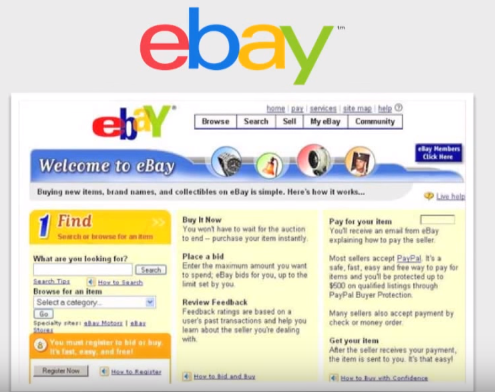 ebay™
ebY®
home | pay | services | site map | help ?
Browse Search Sell My eBay Community
eBay Members
Click Here
Welcome to eBay
Buying new items, brand names, and collectibles on eBay is simple. Here's how it works...
Live help
1 Find
Search or browse for an item
What are you looking for?
Search
Search Tips How to Search
Browse for an item
Select a category...
Go
Specialty sites: eBay Motors | eBay
Stores
You must register to bid or buy.
It's fast, easy, and free!
Register Now How to Register
Buy It Now
You won't have to wait for the auction
to end -- purchase your item instantly.
Place a bid
Enter the maximum amount you want
to spend; eBay bids for you, up to the
limit set by you.
Review Feedback
Feedback ratings are based on a
user's past transactions and help you
learn about the seller you're dealing
with.
How to Bid and Buy
Pay for your item
You'll receive an email from eBay
explaining how to pay the seller.
Most sellers accept PayPal. It's a
safe, fast, easy and free way to pay for
items and you'll be protected up to
$500 on qualified listings through
PayPal Buyer Protection.
Many sellers also accept payment by
check or money order.
Get your item
After the seller receives your payment,
the item is sent to you. It's that easy!
How to Buy with Confidence